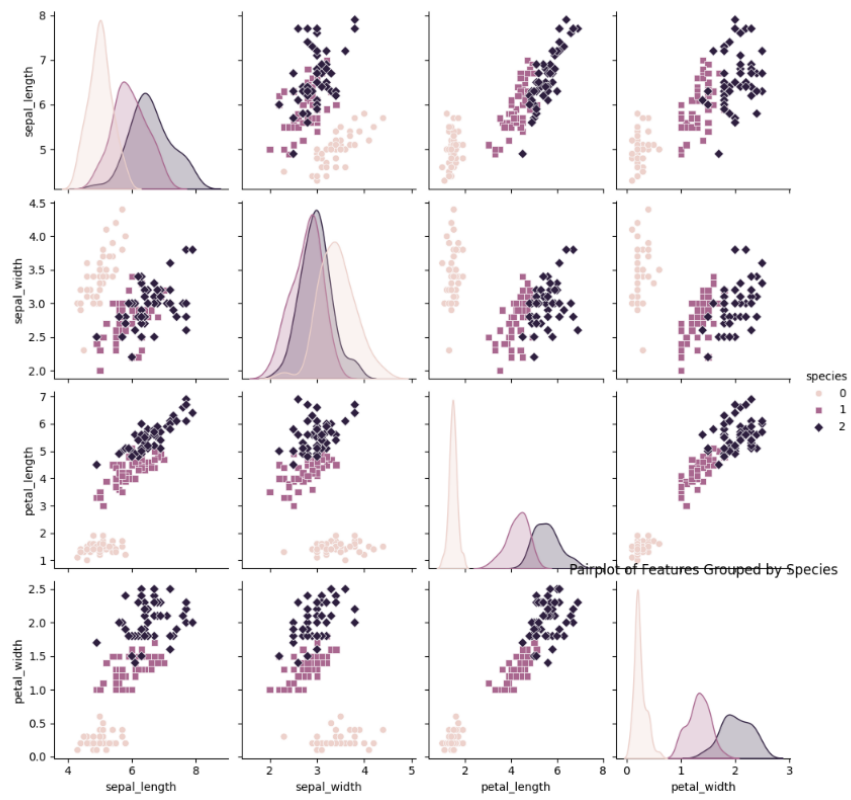 8
7
6
5
sepal_length
4.5
4.0
3.5
3.0
2.5
2.0
sepal_width
species
0
1
2
7
6
5
4
3
2
1
petal_length
Pairplot of Features Grouped by Species
2.5
2.0
1.5
1.0
0.5
0.0
petal_width
4 6 8
2 3 4 5
2 4 6 8
0 1 2 3
sepal_length
sepal_width
petal_length
petal_width